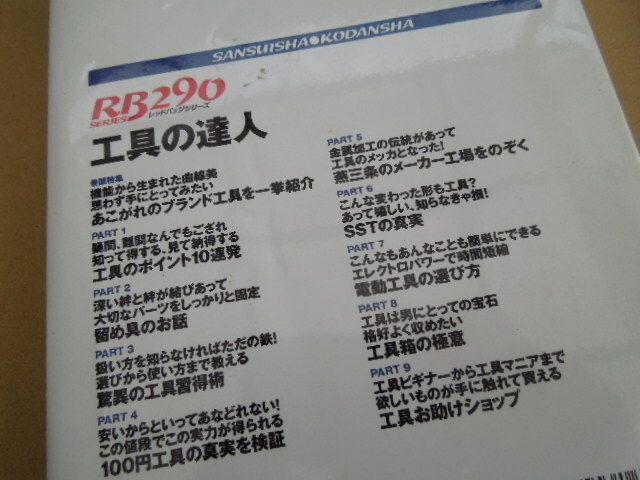 SANSUISHA●KODANSHA
RB290
SERIES レッドバッジシリーズ
工具の達人
巻頭特集
機能から生まれた曲線美
思わず手にとってみたい
あこがれのブランド工具を一挙紹介
PART 1
疑問、難問なんでもござれ
知って得する、見て納得する
工具のポイント10連発
PART 2
深い絆と絆が結びあって
大切なパーツをしっかりと固定
留め具のお話
PART 3
扱い方を知らなければただの鉄!
選びから使い方まで教える
驚異の工具習得術
PART 4
安いからといってあなどれない!
この値段でこの実力が得られる
100円工具の真実を検証
PART 5
金属加工の伝統があって
工具のメッカとなった!
燕三条のメーカー工場をのぞく
PART 6
こんなまわった形も工具?
あって嬉しい、知らなきゃ損!
SSTの真実
PART 7
こんなもあんなことも簡単にできる
エレクトロパワーで時間短縮
電動工具の選び方
PART 8
工具は男にとっての宝石
格好よく収めたい
工具箱の極意
PART 9
工具ビギナーから工具マニアまで
欲しいものが手に触れて買える
工具お助けショップ